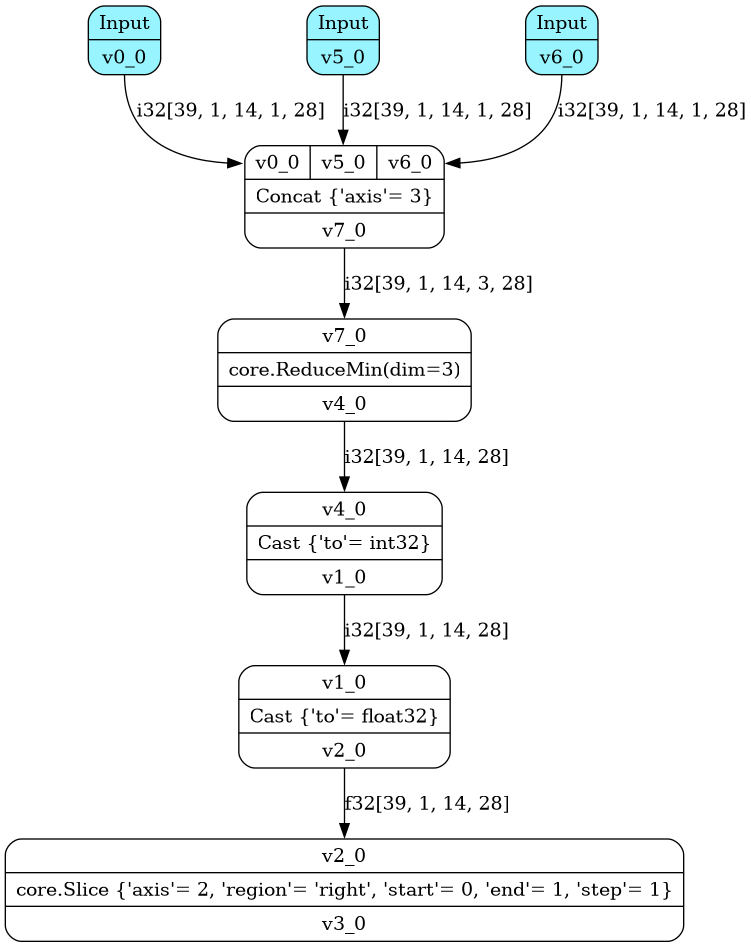 Input Input Input
v0_0 v5_0 v6_0
i32[39, 1, 14, 1, 28] i32[39, 1, 14, 1, 28] i32[39, 1, 14, 1, 28]
v0_0 v5_0 v6_0
Concat {'axis'= 3}
v7_0
i32[39, 1, 14, 3, 28]
v7_0
core.ReduceMin(dim=3)
v4_0
i32[39, 1, 14, 28]
v4_0
Cast {'to'= int32}
v1_0
i32[39, 1, 14, 28]
v1_0
Cast {'to'= float32}
v2_0
f32[39, 1, 14, 28]
v2_0
core.Slice {'axis'= 2, 'region'= 'right', 'start'= 0, 'end'= 1, 'step'= 1}
v3_0